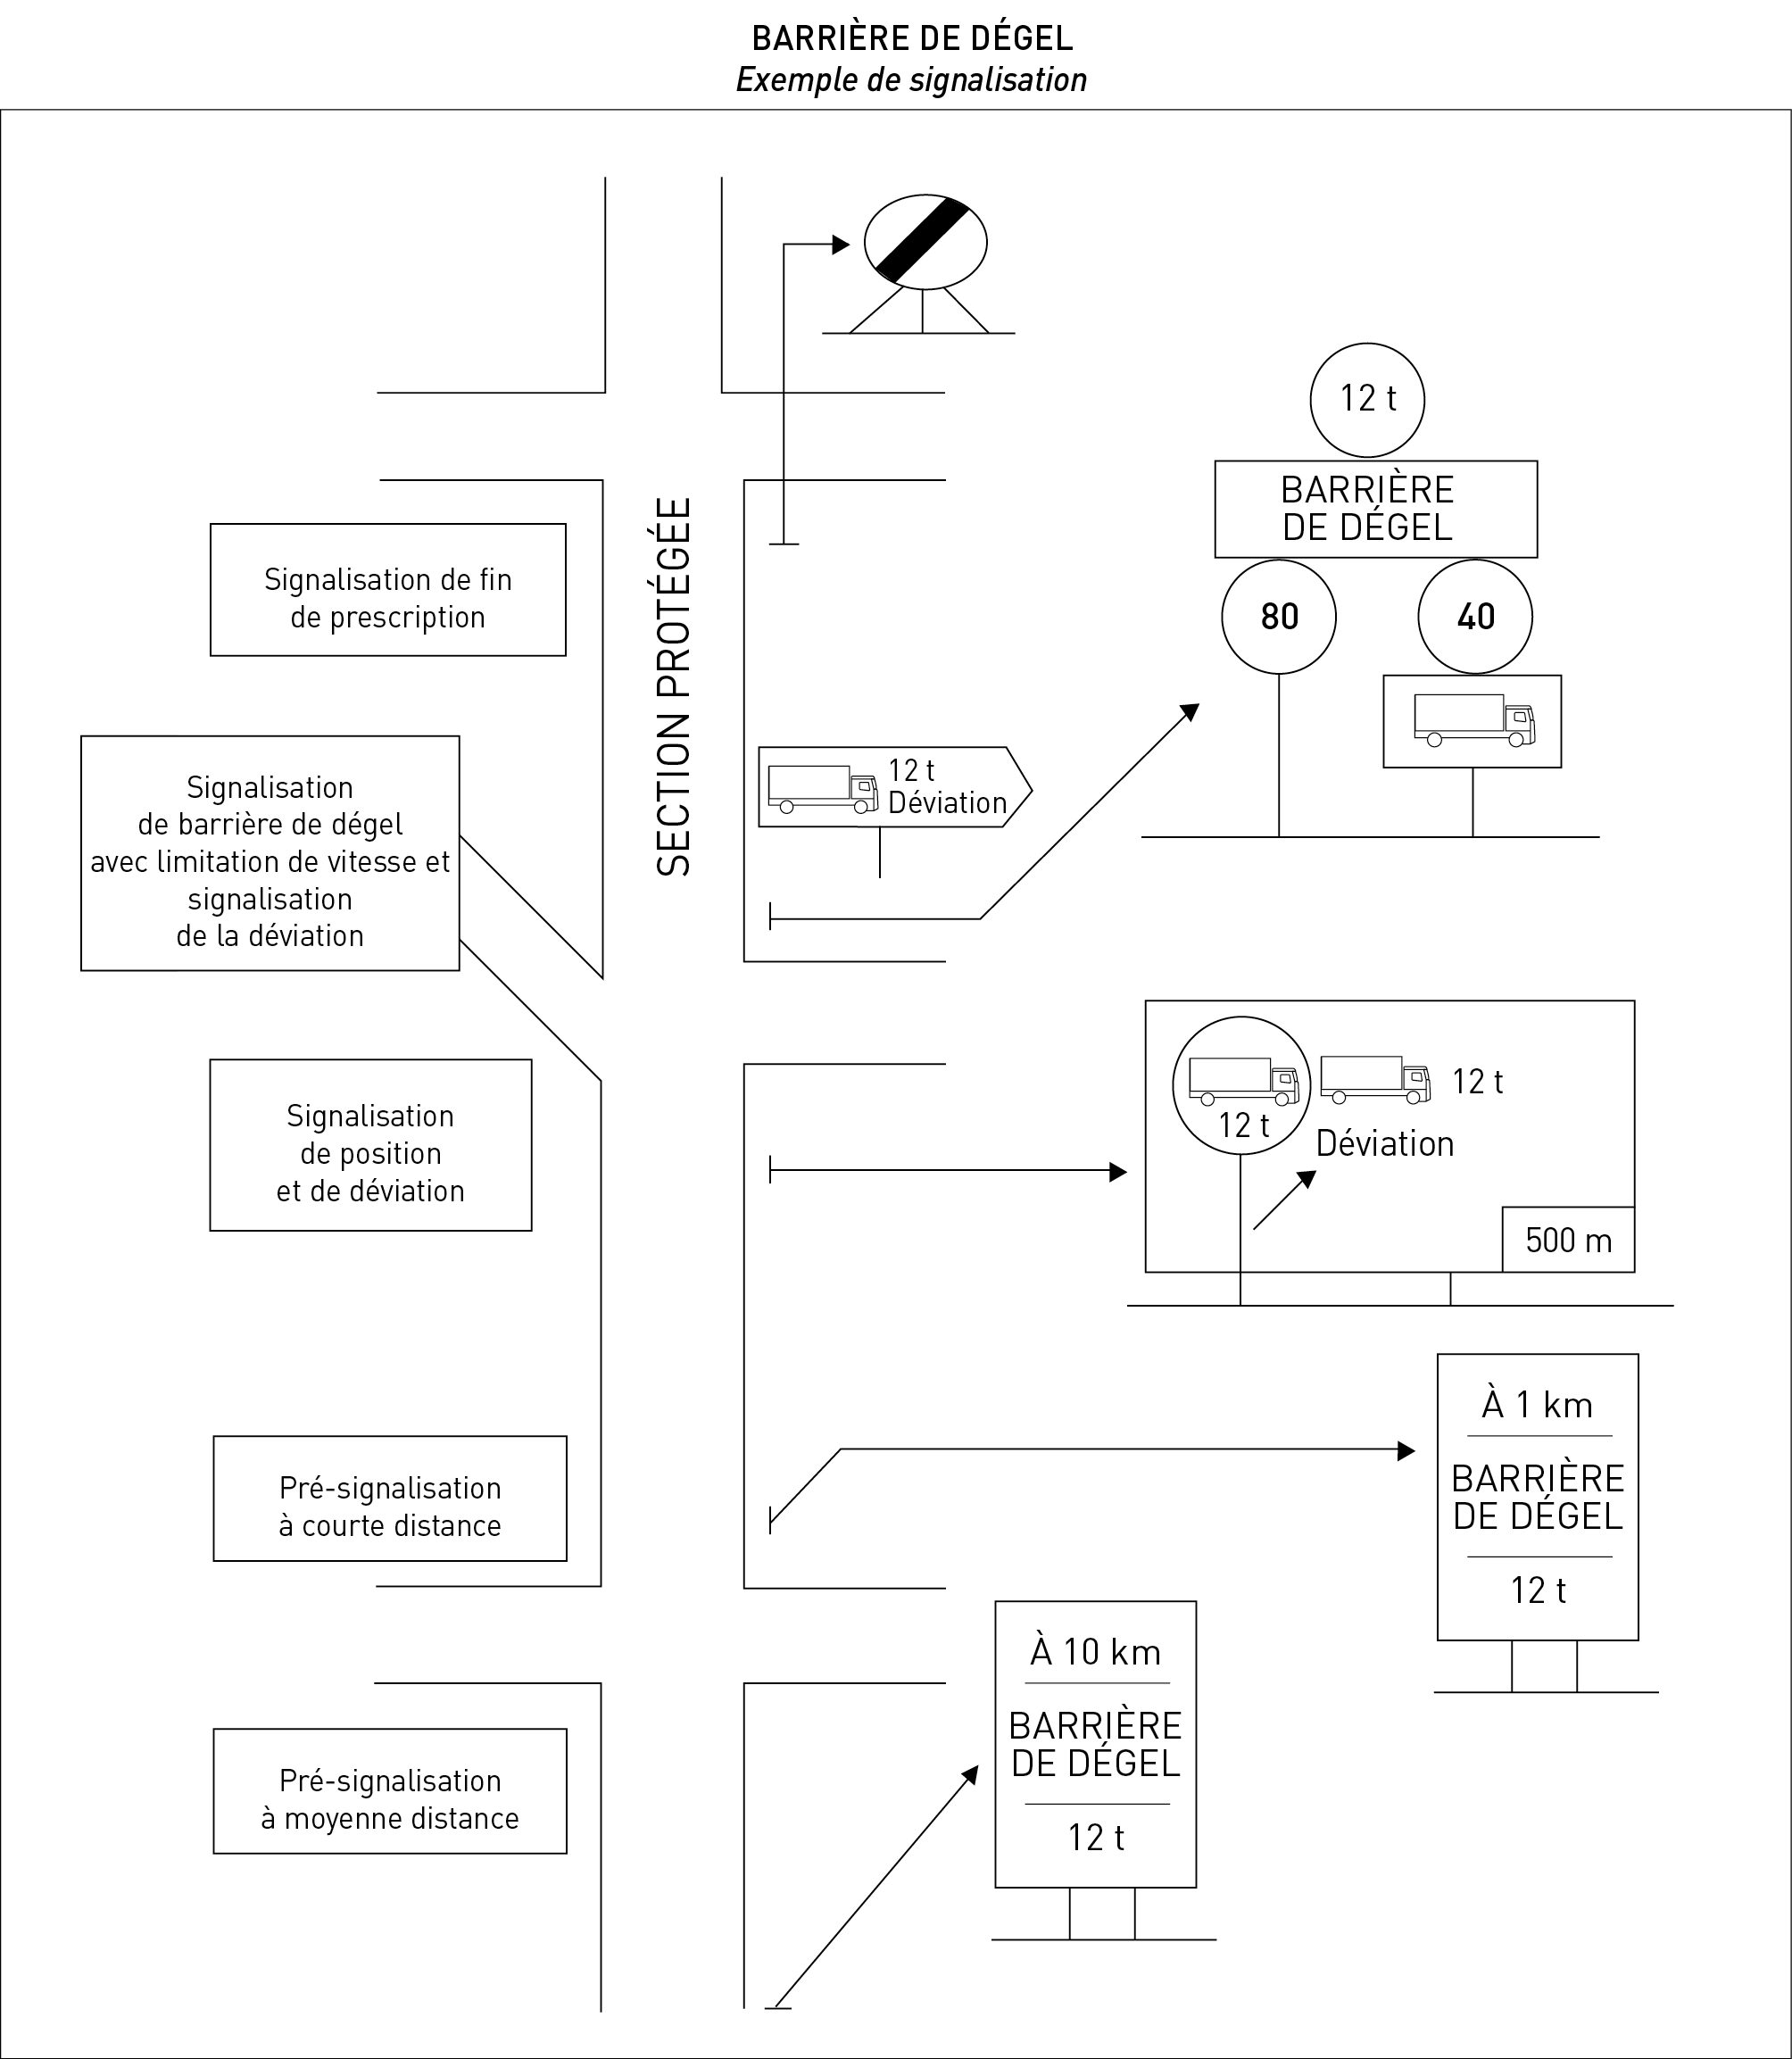 BARRIÈRE DE DÉGEL
Exemple de signalisation
12 t
BARRIÈRE
DE DÉGEL
80
40
Signalisation de fin
de prescription
SECTION PROTÉGÉE
12 t
Déviation
Signalisation
de barrière de dégel
avec limitation de vitesse et
signalisation
de la déviation
12 t
12 t
Déviation
500 m
Signalisation
de position
et de déviation
À 1 km
BARRIÈRE
DE DÉGEL
12 t
Pré-signalisation
à courte distance
À 10 km
BARRIÈRE
DE DÉGEL
12 t
Pré-signalisation
à moyenne distance